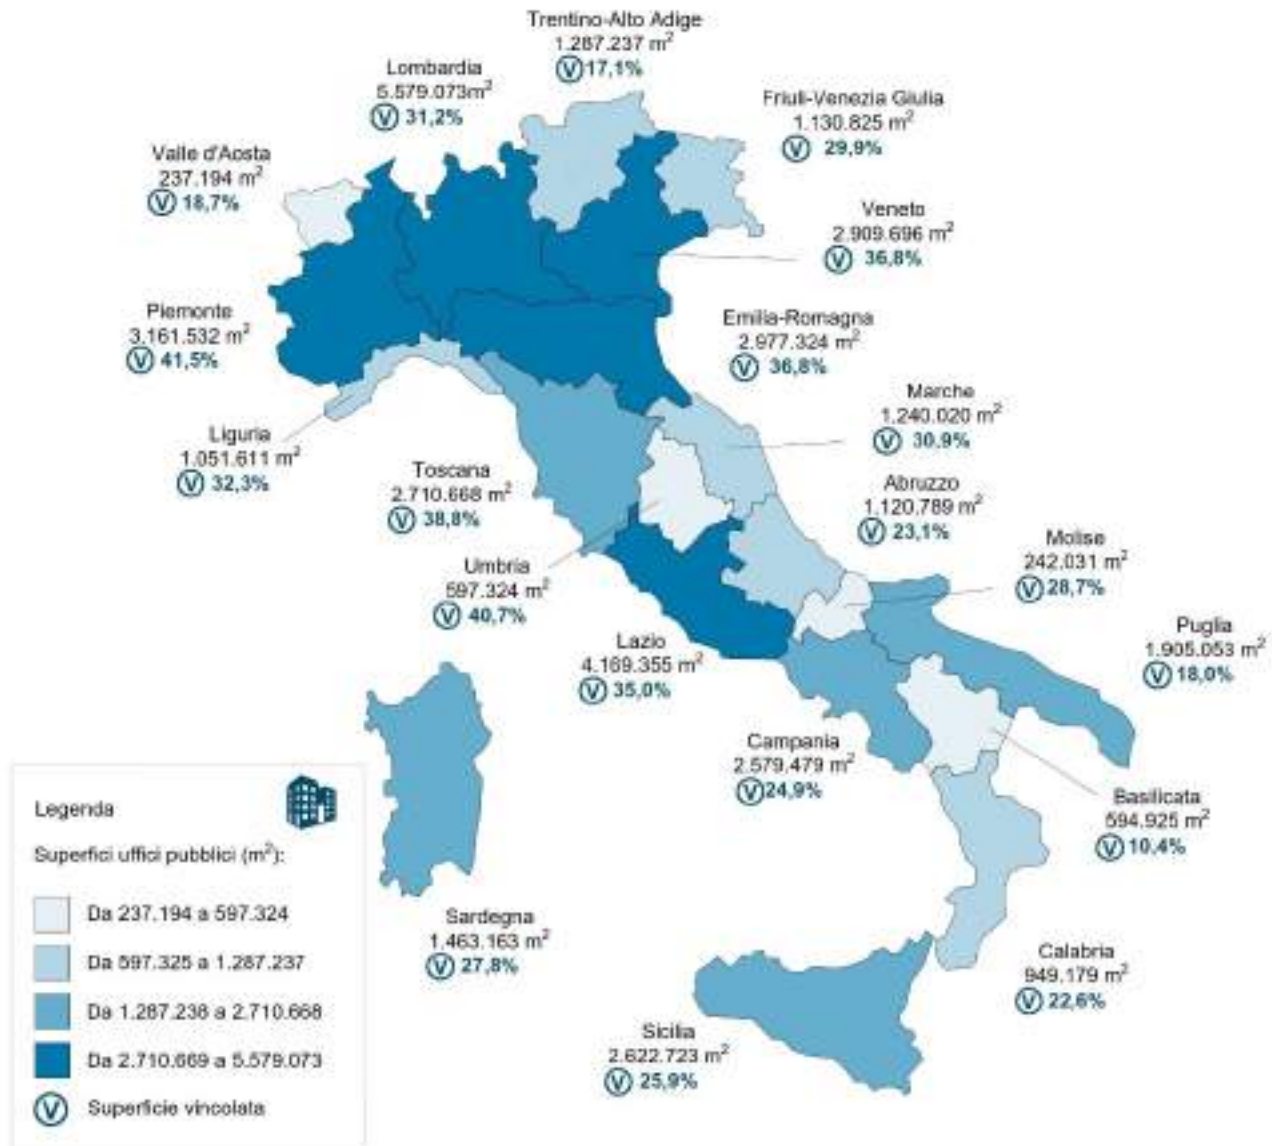 Trentino-Alto Adige
1.287.237 m²
V 17,1%
Lombardia
5.579.073m²
V 31,2%
Friuli-Venezia Giulia
1.130.825 m²
V 29,9%
Valle d'Aosta
237.194 m²
V 18,7%
Veneto
2.909.696 m²
V 36,8%
Piemonte
3.161.532 m²
V 41,5%
Emilia-Romagna
2.977.324 m²
V 36,8%
Marche
1.240.020 m²
V 30,9%
Liguria
1.051.611 m²
V 32,3%
Toscana
2.710.668 m²
V 38,8%
Abruzzo
1.120.789 m²
V 23,1%
Molise
242.031 m²
V 28,7%
Umbria
597.324 m²
V 40,7%
Puglia
1.905.053 m²
V 18,0%
Lazio
4.169.355 m²
V 35,0%
Campania
2.579.479 m²
V 24,9%
Basilicata
594.925 m²
V 10,4%
Sardegna
1.463.163 m²
V 27,8%
Calabria
949.179 m²
V 22,6%
Sicilia
2.622.723 m²
V 25,9%
Legenda
Superfici uffici pubblici (m²):
Da 237.194 a 597.324
Da 597.325 a 1.287.237
Da 1.287.238 a 2.710.668
Da 2.710.669 a 5.579.073
V Superficie vincolata